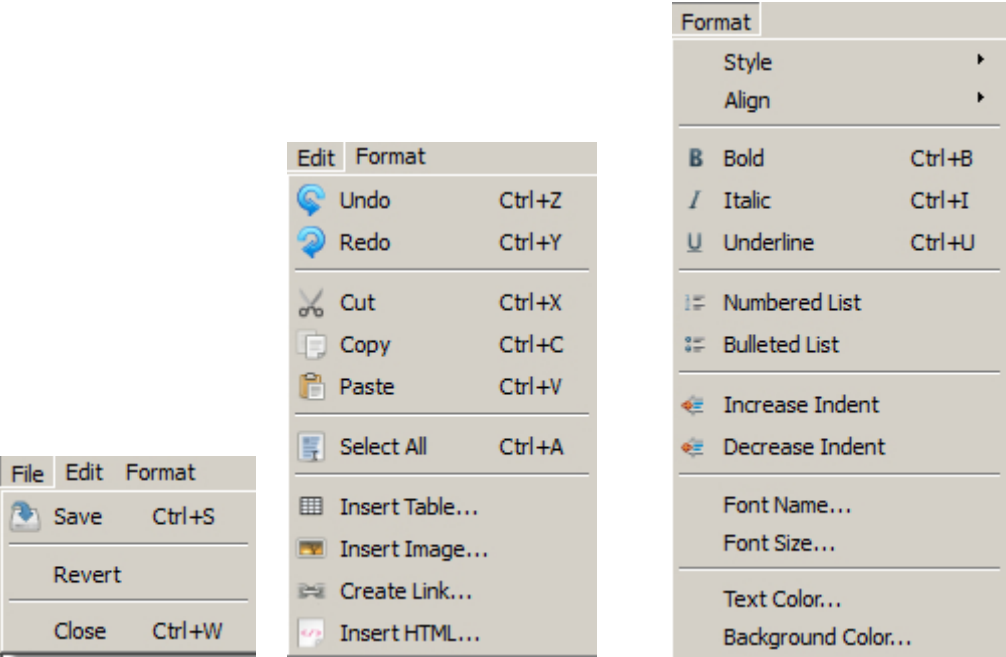 File Edit Format
Save Ctrl+S
Revert
Close Ctrl+W
Edit Format
Undo Ctrl+Z
Redo Ctrl+Y
Cut Ctrl+X
Copy Ctrl+C
Paste Ctrl+V
Select All Ctrl+A
Insert Table...
Insert Image...
Create Link...
Insert HTML...
Format
Style
Align
B Bold Ctrl+B
I Italic Ctrl+I
U Underline Ctrl+U
Numbered List
Bulleted List
Increase Indent
Decrease Indent
Font Name...
Font Size...
Text Color...
Background Color...